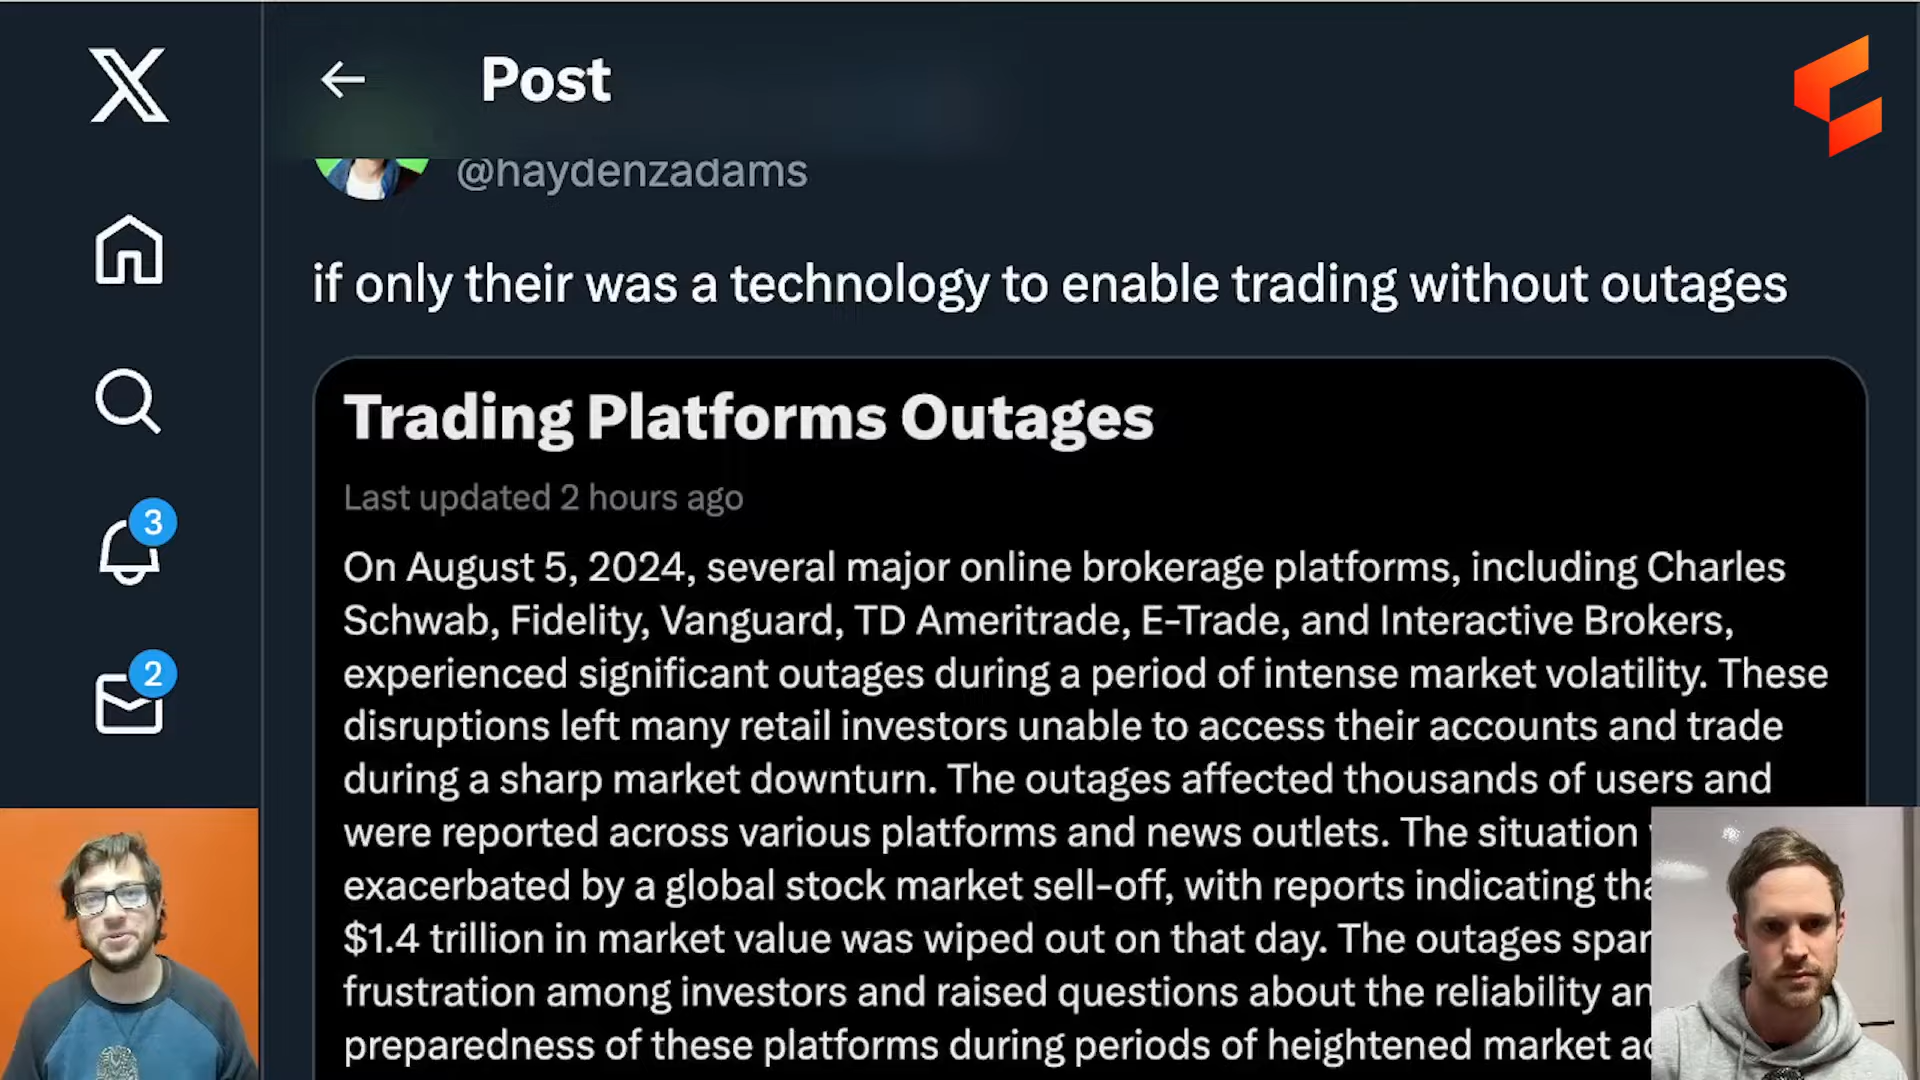 Post
@haydenzadams
if only their was a technology to enable trading without outages
Trading Platforms Outages
Last updated 2 hours ago
On August 5, 2024, several major online brokerage platforms, including Charles
Schwab, Fidelity, Vanguard, TD Ameritrade, E-Trade, and Interactive Brokers,
experienced significant outages during a period of intense market volatility. These
disruptions left many retail investors unable to access their accounts and trade
during a sharp market downturn. The outages affected thousands of users and
were reported across various platforms and news outlets. The situation
exacerbated by a global stock market sell-off, with reports indicating
$1.4 trillion in market value was wiped out on that day. The outages
frustration among investors and raised questions about the reliability
preparedness of these platforms during periods of heightened market
3
2